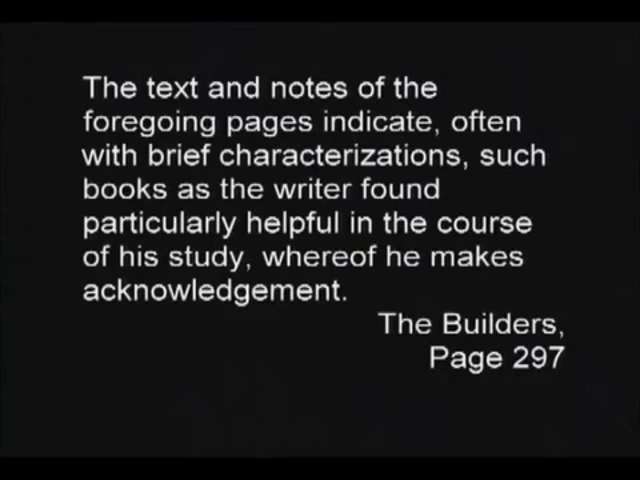 The text and notes of the
foregoing pages indicate, often
with brief characterizations, such
books as the writer found
particularly helpful in the course
of his study, whereof he makes
acknowledgement.
The Builders,
Page 297